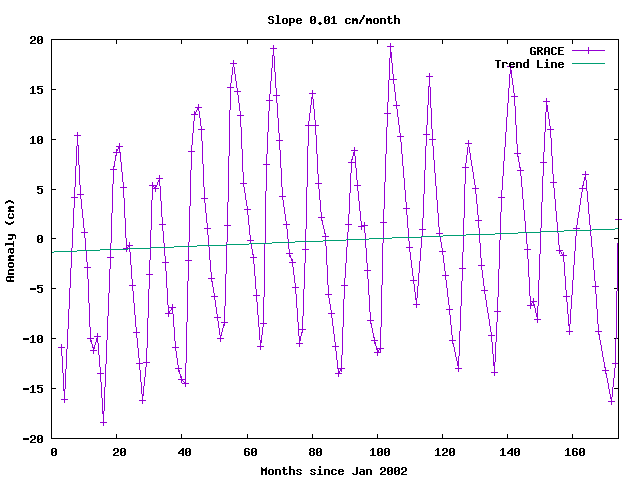 Slope 0.01 cm/month
GRACE
Trend Line
20
15
10
5
0
-5
-10
-15
-20
Anomaly (cm)
0 20 40 60 80 100 120 140 160
Months since Jan 2002